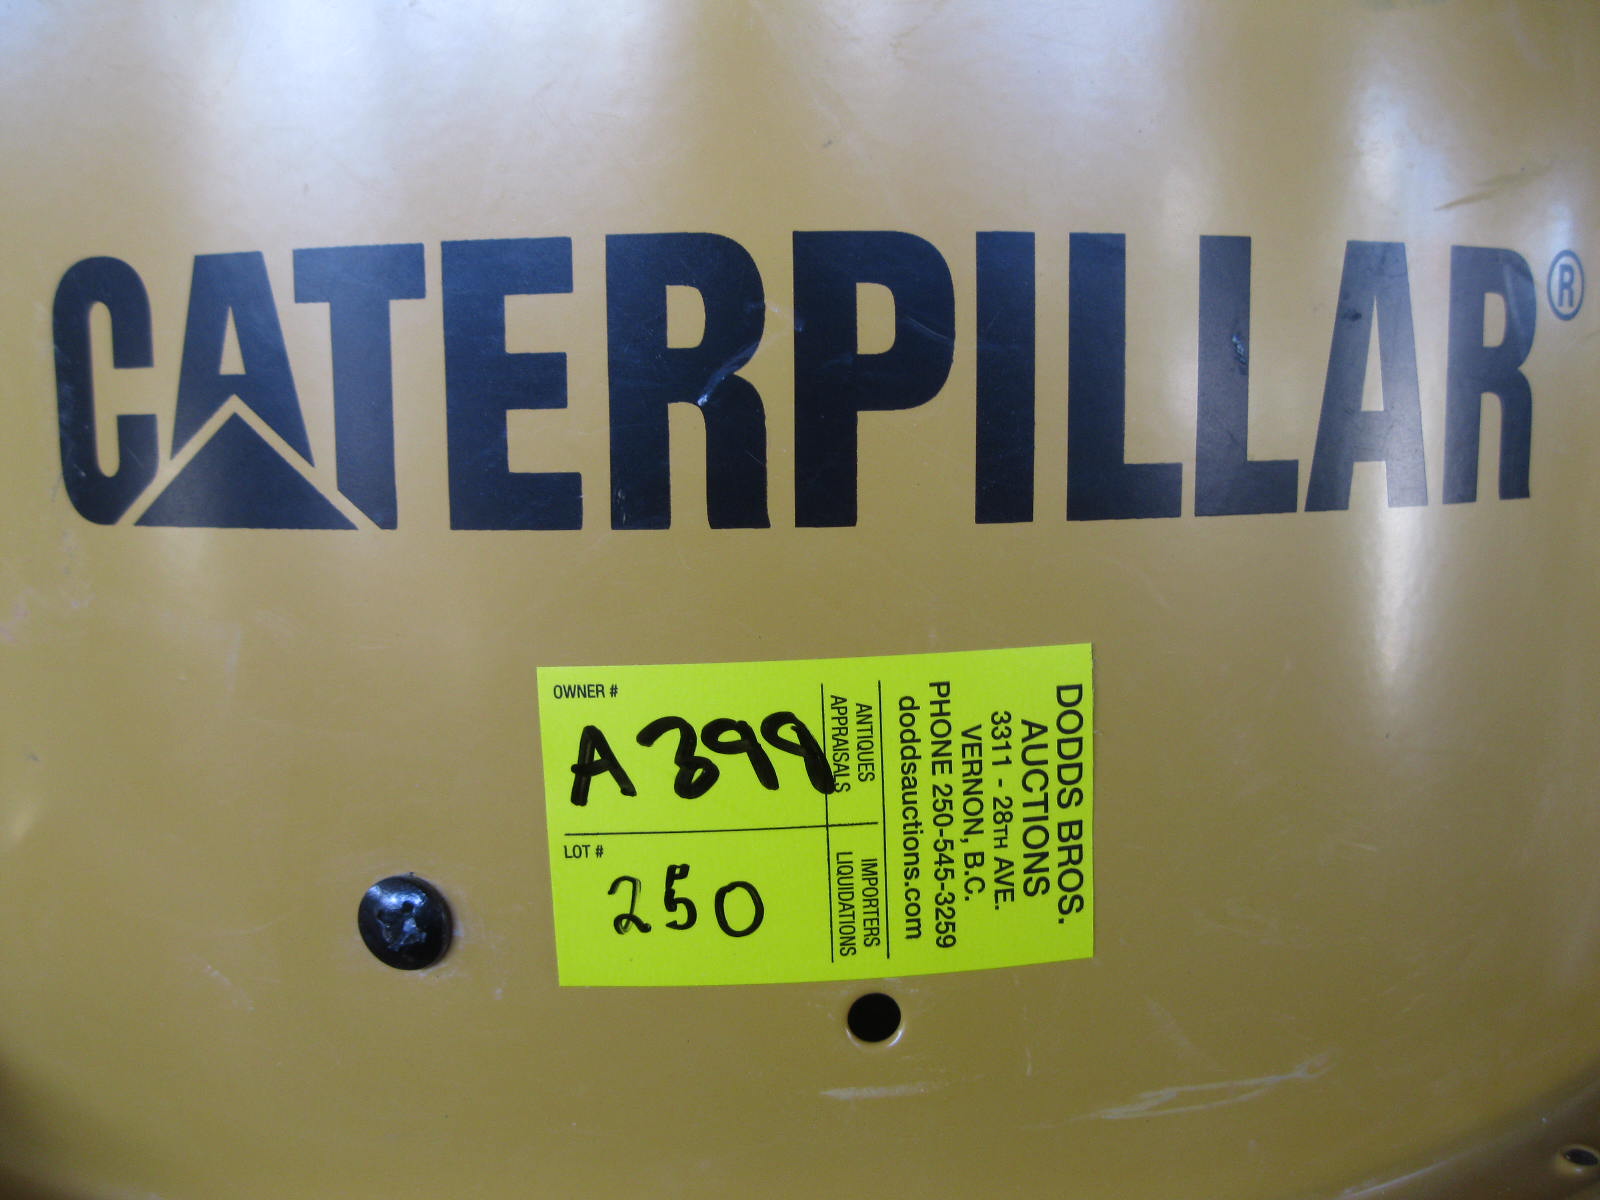 CATERPILLAR®
OWNER #
A399
LOT #
250
ANTIQUES
APPRAISALS
IMPORTERS
LIQUIDATIONS
DODDS BROS.
AUCTIONS
3311 - 28TH AVE.
VERNON, B.C.
PHONE 250-545-3259
doddsauctions.com